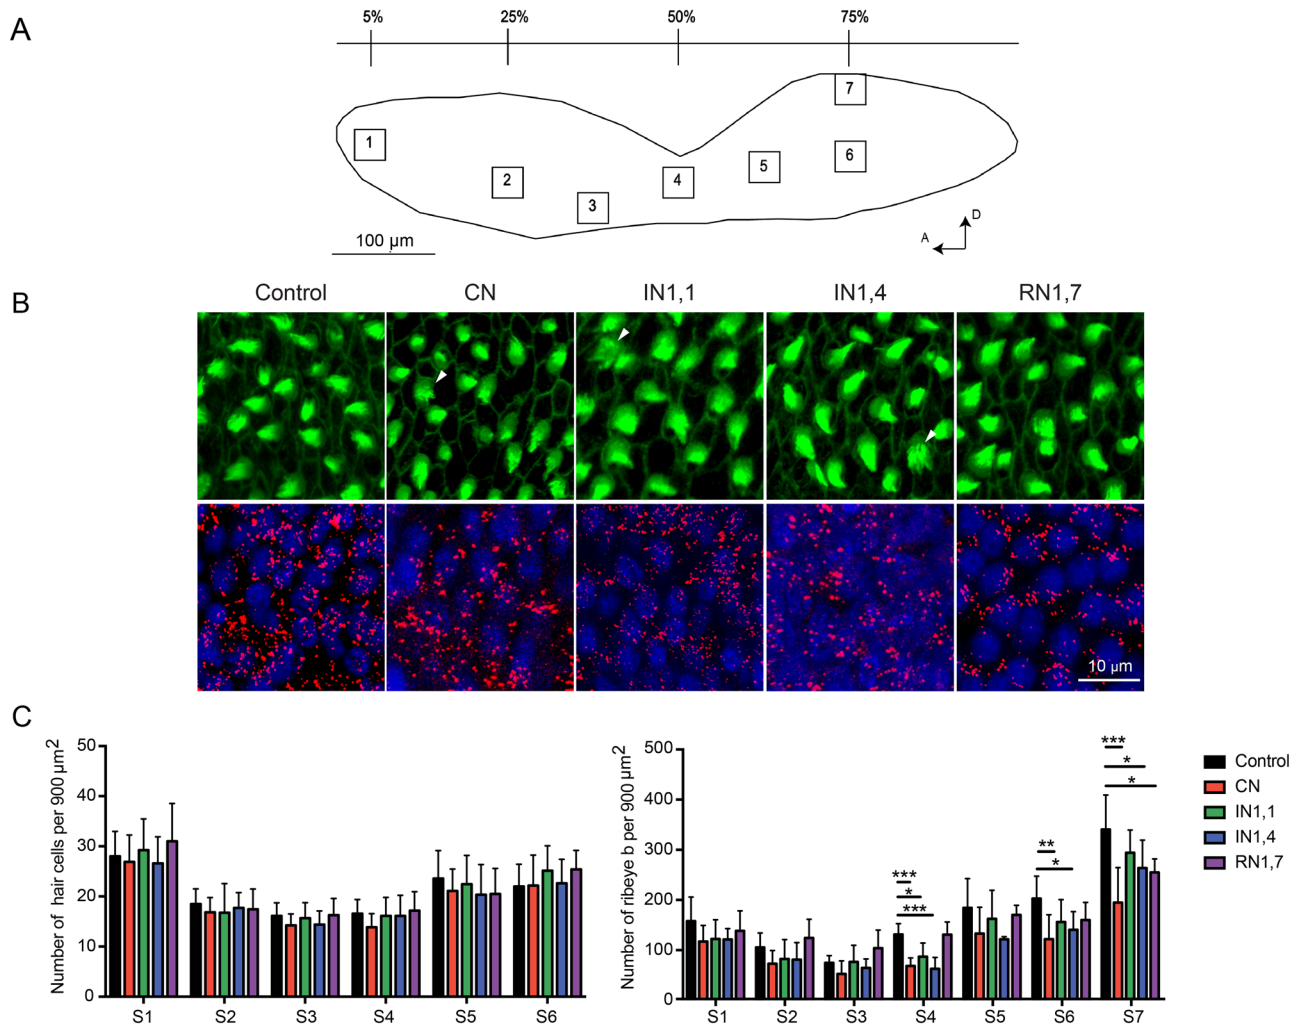 A
5% 25% 50% 75%
7
1
6
5
2
4
3
D
A
100 µm
B
Control CN IN1,1 IN1,4 RN1,7
10 µm
C
Number of hair cells per 900 µm2
50
40
30
20
10
0
S1 S2 S3 S4 S5 S6
Number of ribeye b per 900 µm2
500
400
300
200
100
0
***
*
***
**
*
***
*
*
S1 S2 S3 S4 S5 S6 S7
Control
CN
IN1,1
IN1,4
RN1,7